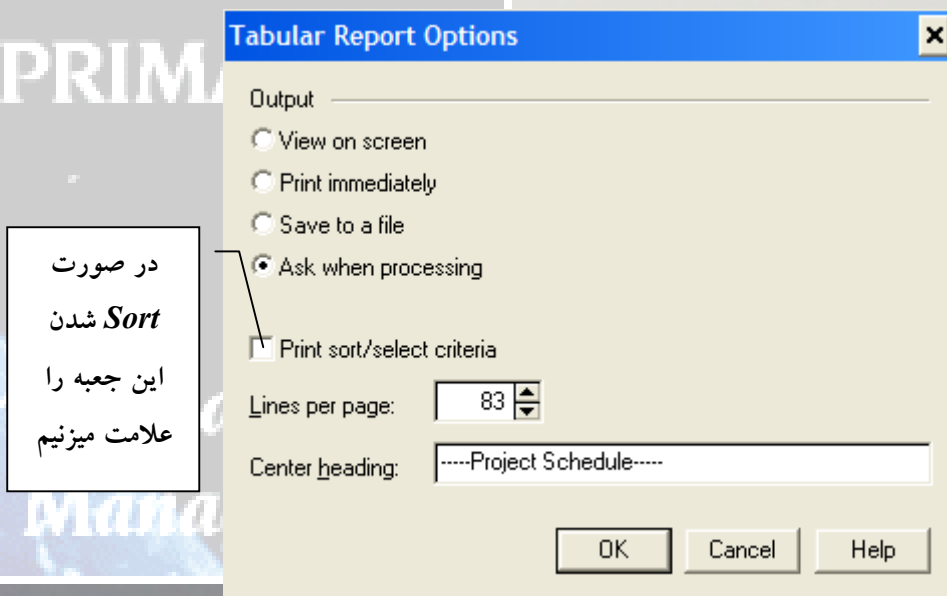 PRIMA
Tabular Report Options
Output
View on screen
Print immediately
Save to a file
Ask when processing
Print sort/select criteria
Lines per page: 83
Center heading: -----Project Schedule-----
OK Cancel Help
در صورت
Sort شدن
این جعبه را
علامت میزنیم
Mana